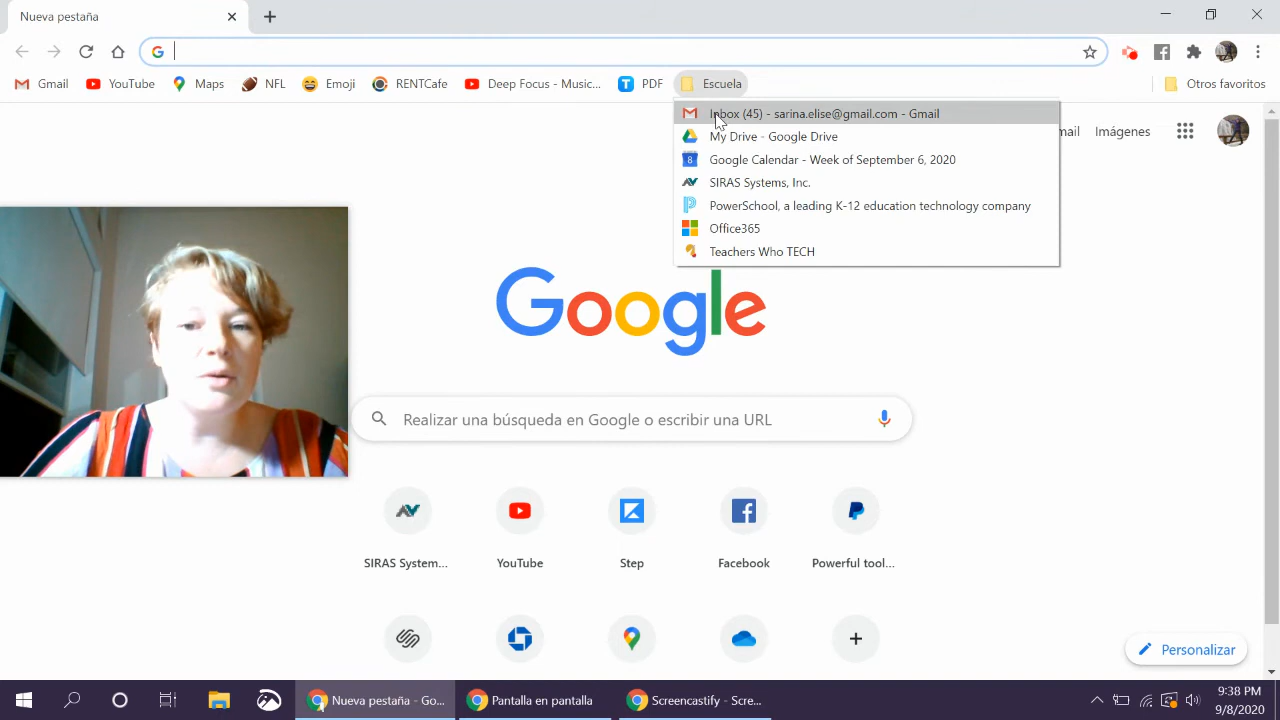 Nueva pestaña
Gmail YouTube Maps NFL Emoji RENTCafe Deep Focus - Music... PDF Escuela Otros favoritos
Inbox (45) - sarina.elise@gmail.com - Gmail
My Drive - Google Drive
Google Calendar - Week of September 6, 2020
SIRAS Systems, Inc.
PowerSchool, a leading K-12 education technology company
Office365
Teachers Who TECH
Imágenes
Google
Realizar una búsqueda en Google o escribir una URL
SIRAS System... YouTube Step Facebook Powerful tool...
Personalizar
Nueva pestaña - Go... Pantalla en pantalla Screencastify - Scre... 9:38 PM
9/8/2020